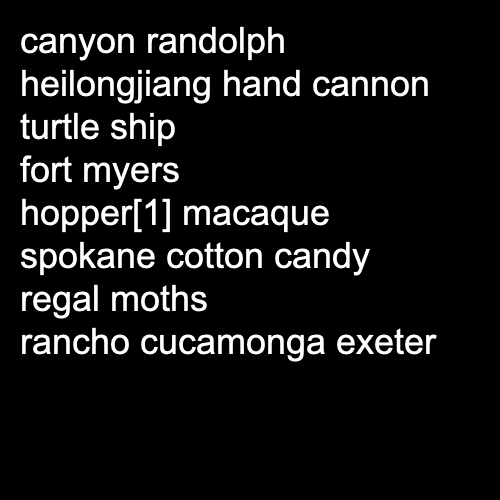 canyon randolph
heilongjiang hand cannon
turtle ship
fort myers
hopper[1] macaque
spokane cotton candy
regal moths
rancho cucamonga exeter